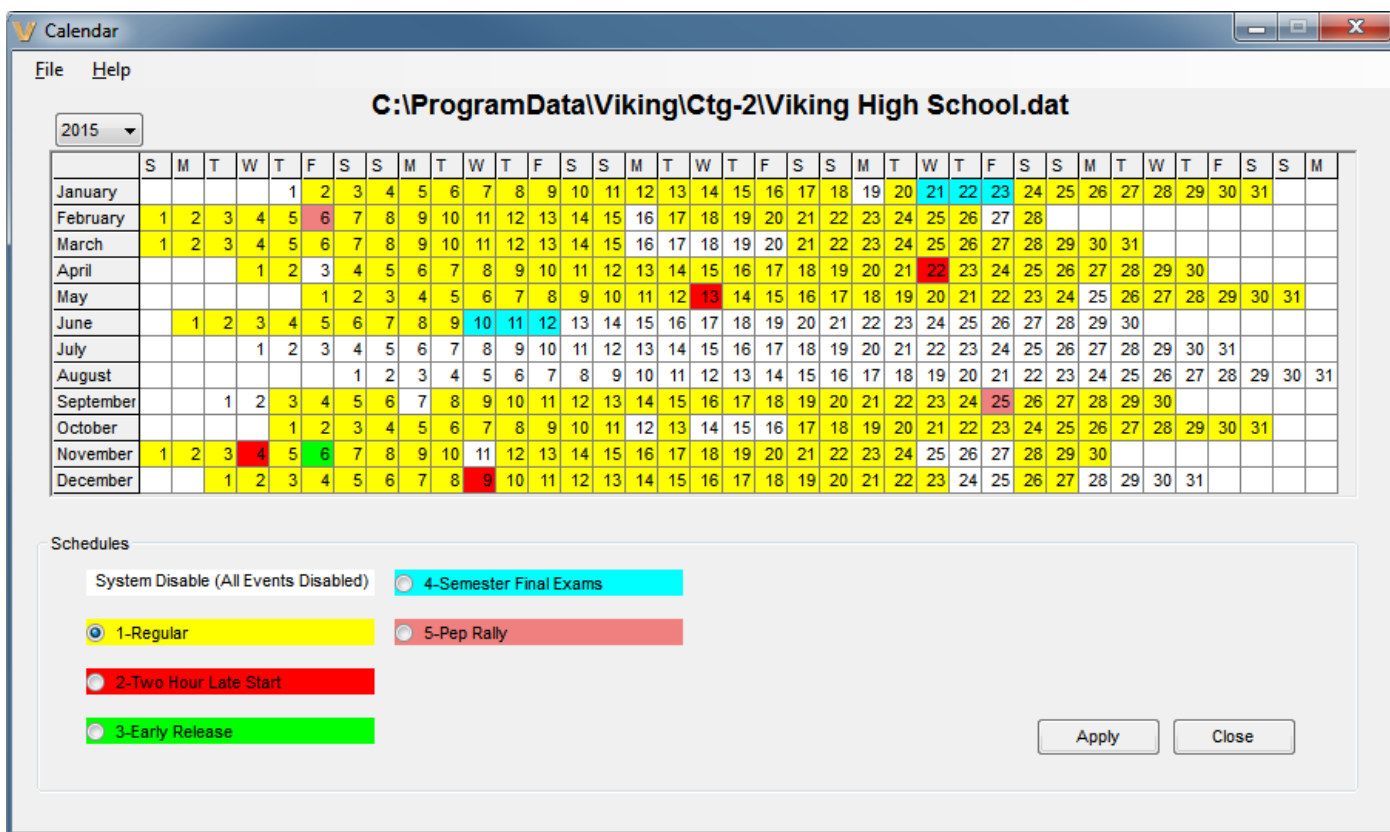 Calendar
File Help
C:\ProgramData\Viking\Ctg-2\Viking High School.dat
2015
S M T W T F S S M T W T F S S M T W T F S S M T W T F S S M T W T F S S M
January 1 2 3 4 5 6 7 8 9 10 11 12 13 14 15 16 17 18 19 20 21 22 23 24 25 26 27 28 29 30 31
February 1 2 3 4 5 6 7 8 9 10 11 12 13 14 15 16 17 18 19 20 21 22 23 24 25 26 27 28
March 1 2 3 4 5 6 7 8 9 10 11 12 13 14 15 16 17 18 19 20 21 22 23 24 25 26 27 28 29 30 31
April 1 2 3 4 5 6 7 8 9 10 11 12 13 14 15 16 17 18 19 20 21 22 23 24 25 26 27 28 29 30
May 1 2 3 4 5 6 7 8 9 10 11 12 13 14 15 16 17 18 19 20 21 22 23 24 25 26 27 28 29 30 31
June 1 2 3 4 5 6 7 8 9 10 11 12 13 14 15 16 17 18 19 20 21 22 23 24 25 26 27 28 29 30
July 1 2 3 4 5 6 7 8 9 10 11 12 13 14 15 16 17 18 19 20 21 22 23 24 25 26 27 28 29 30 31
August 1 2 3 4 5 6 7 8 9 10 11 12 13 14 15 16 17 18 19 20 21 22 23 24 25 26 27 28 29 30 31
September 1 2 3 4 5 6 7 8 9 10 11 12 13 14 15 16 17 18 19 20 21 22 23 24 25 26 27 28 29 30
October 1 2 3 4 5 6 7 8 9 10 11 12 13 14 15 16 17 18 19 20 21 22 23 24 25 26 27 28 29 30 31
November 1 2 3 4 5 6 7 8 9 10 11 12 13 14 15 16 17 18 19 20 21 22 23 24 25 26 27 28 29 30
December 1 2 3 4 5 6 7 8 9 10 11 12 13 14 15 16 17 18 19 20 21 22 23 24 25 26 27 28 29 30 31
Schedules
System Disable (All Events Disabled) 4-Semester Final Exams
1-Regular 5-Pep Rally
2-Two Hour Late Start
3-Early Release
Apply Close